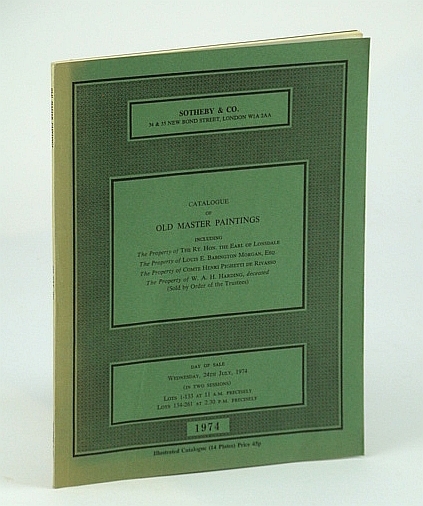 SOTHEBY & CO.
34 & 35 NEW BOND STREET, LONDON W1A 2AA
CATALOGUE
OF
OLD MASTER PAINTINGS
INCLUDING
The Property of THE RT. HON. THE EARL OF LONSDALE
The Property of LOUIS E. BABINGTON MORGAN, ESQ.
The Property of COMTE HENRI PIGHETTI DE RIVASSO
The Property of W. A. H. HARDING, deceased
(Sold by Order of the Trustees)
DAY OF SALE
WEDNESDAY, 24TH JULY, 1974
(IN TWO SESSIONS)
LOTS 1-133 AT 11 A.M. PRECISELY
LOTS 134-261 AT 2.30 P.M. PRECISELY
1974
Illustrated Catalogue (14 Plates) Price 45p